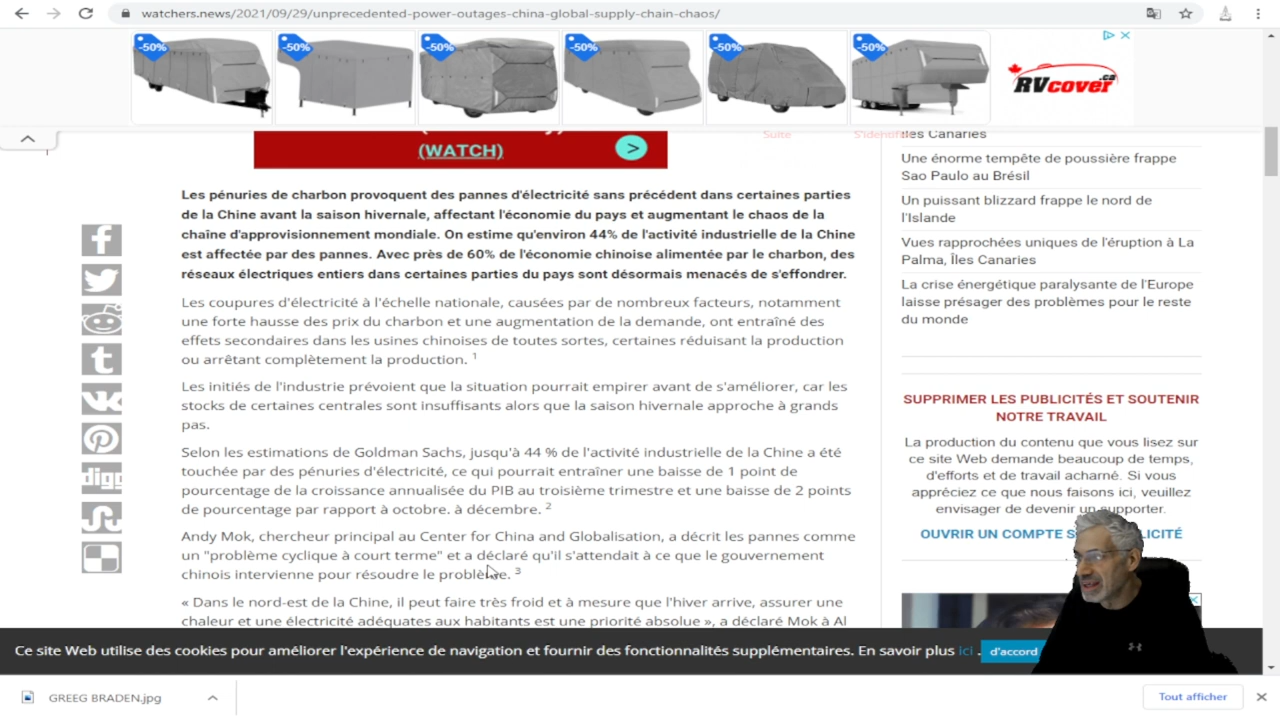 watchers.news/2021/09/29/unprecedented-power-outages-china-global-supply-chain-chaos/
-50%
-50%
-50%
-50%
-50%
-50%
RVcover.ca
(WATCH)
>
Suite
Les pénuries de charbon provoquent des pannes d'électricité sans précédent dans certaines parties
de la Chine avant la saison hivernale, affectant l'économie du pays et augmentant le chaos de la
chaîne d'approvisionnement mondiale. On estime qu'environ 44% de l'activité industrielle de la Chine
est affectée par des pannes. Avec près de 60% de l'économie chinoise alimentée par le charbon, des
réseaux électriques entiers dans certaines parties du pays sont désormais menacés de s'effondrer.
Les coupures d'électricité à l'échelle nationale, causées par de nombreux facteurs, notamment
une forte hausse des prix du charbon et une augmentation de la demande, ont entraîné des
effets secondaires dans les usines chinoises de toutes sortes, certaines réduisant la production
ou arrêtant complètement la production. 1
Les initiés de l'industrie prévoient que la situation pourrait empirer avant de s'améliorer, car les
stocks de certaines centrales sont insuffisants alors que la saison hivernale approche à grands
pas.
Selon les estimations de Goldman Sachs, jusqu'à 44 % de l'activité industrielle de la Chine a été
touchée par des pénuries d'électricité, ce qui pourrait entraîner une baisse de 1 point de
pourcentage de la croissance annualisée du PIB au troisième trimestre et une baisse de 2 points
de pourcentage par rapport à octobre. à décembre. 2
Andy Mok, chercheur principal au Center for China and Globalisation, a décrit les pannes comme
un "problème cyclique à court terme" et a déclaré qu'il s'attendait à ce que le gouvernement
chinois intervienne pour résoudre le problème. 3
« Dans le nord-est de la Chine, il peut faire très froid et à mesure que l'hiver arrive, assurer une
chaleur et une électricité adéquates aux habitants est une priorité absolue », a déclaré Mok à Al
digg
des Canaries
Une énorme tempête de poussière frappe
Sao Paulo au Brésil
Un puissant blizzard frappe le nord de
l'Islande
Vues rapprochées uniques de l'éruption à La
Palma, Îles Canaries
La crise énergétique paralysante de l'Europe
laisse présager des problèmes pour le reste
du monde
SUPPRIMER LES PUBLICITÉS ET SOUTENIR
NOTRE TRAVAIL
La production du contenu que vous lisez sur
ce site Web demande beaucoup de temps,
d'efforts et de travail acharné. Si vous
appréciez ce que nous faisons ici, veuillez
envisager de devenir un supporter.
OUVRIR UN COMPTE S CITÉ
Ce site Web utilise des cookies pour améliorer l'expérience de navigation et fournir des fonctionnalités supplémentaires. En savoir plus ici . d'accord
GREEG BRADEN.jpg
Tout afficher